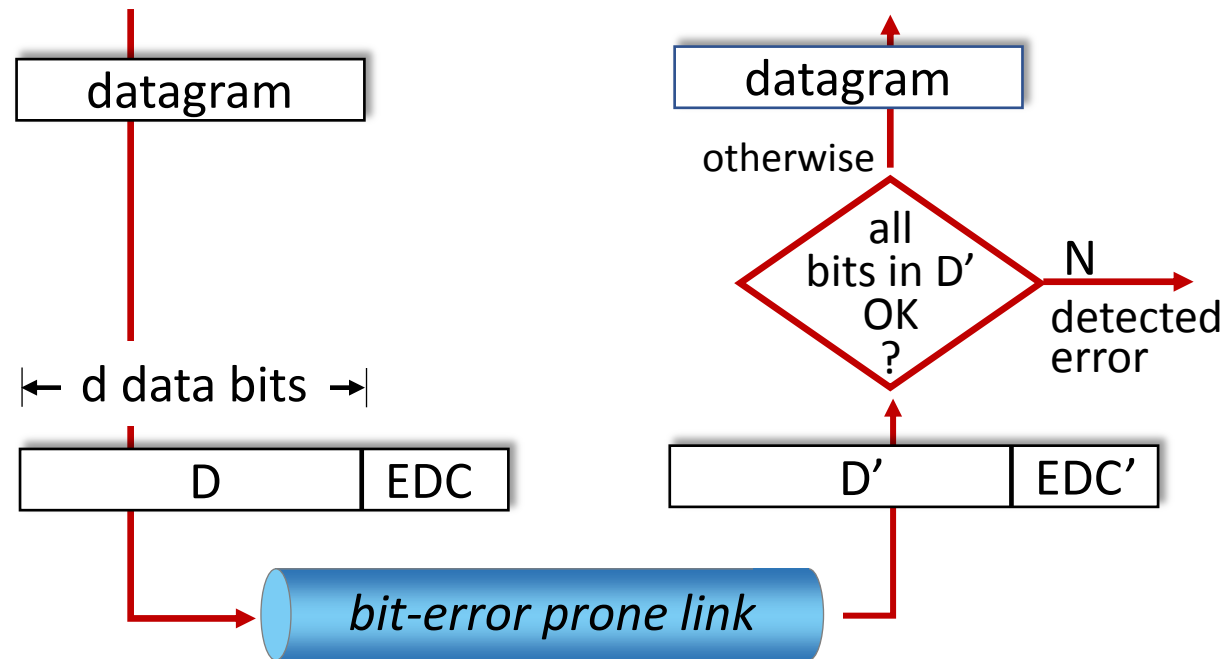 datagram
d data bits
D
EDC
bit-error prone link
datagram
otherwise
all
bits in D’
OK
?
N
detected
error
D’
EDC’